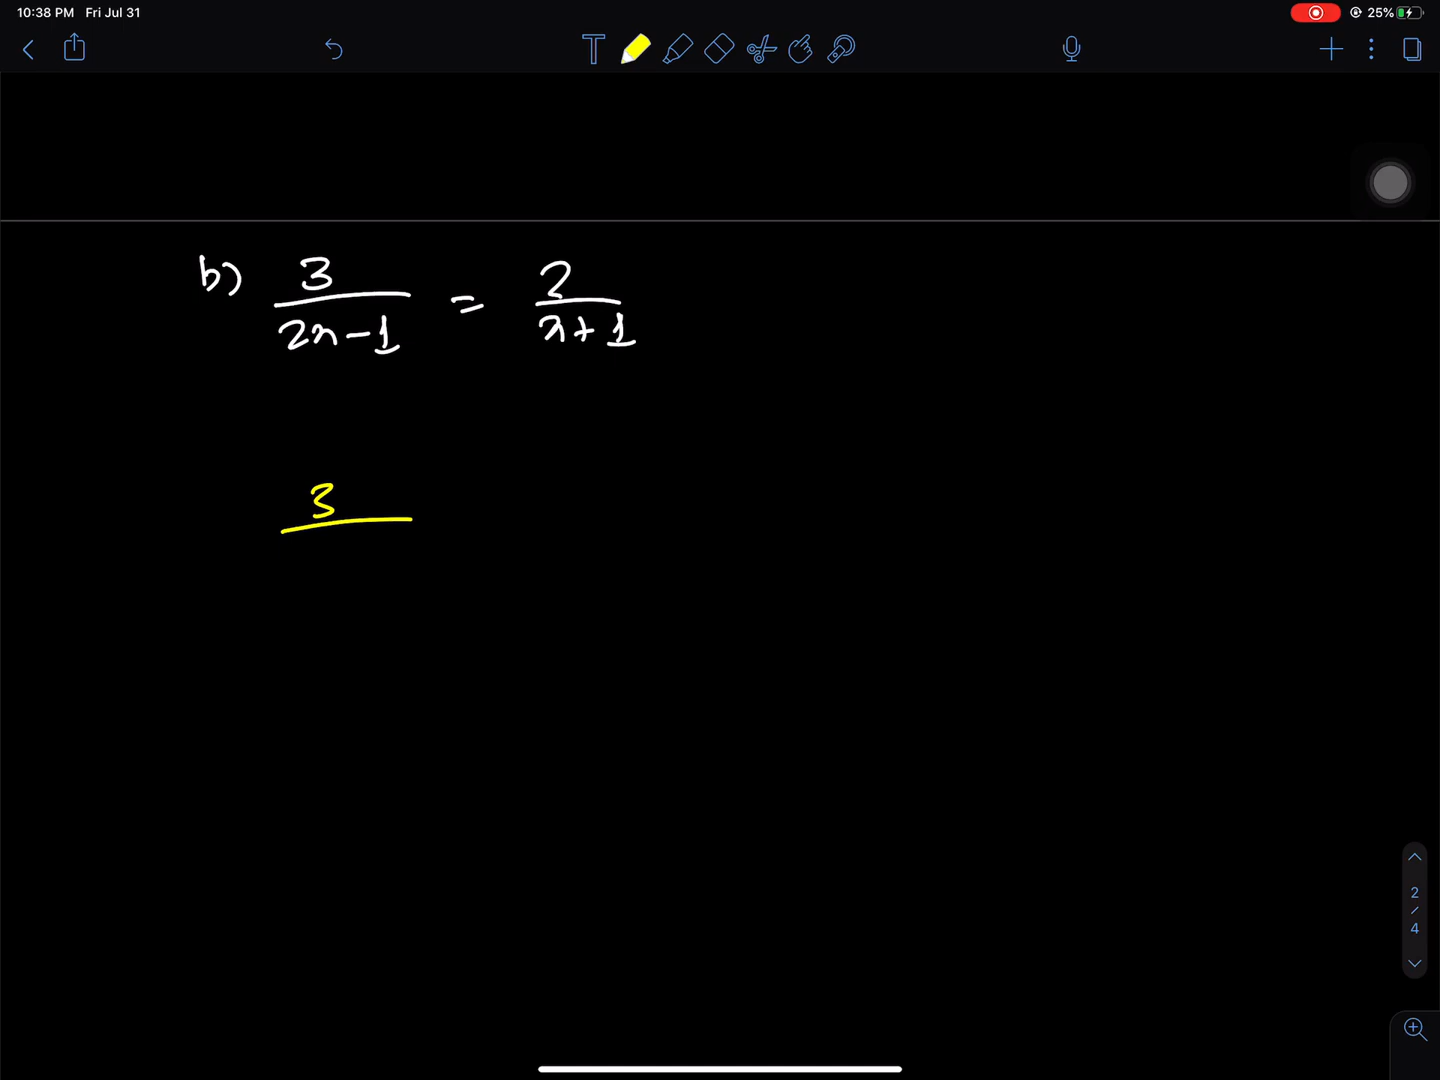 10:38 PM Fri Jul 31 25%
b) 3/(2x-1) = 2/(x+1)
3
2
/
4